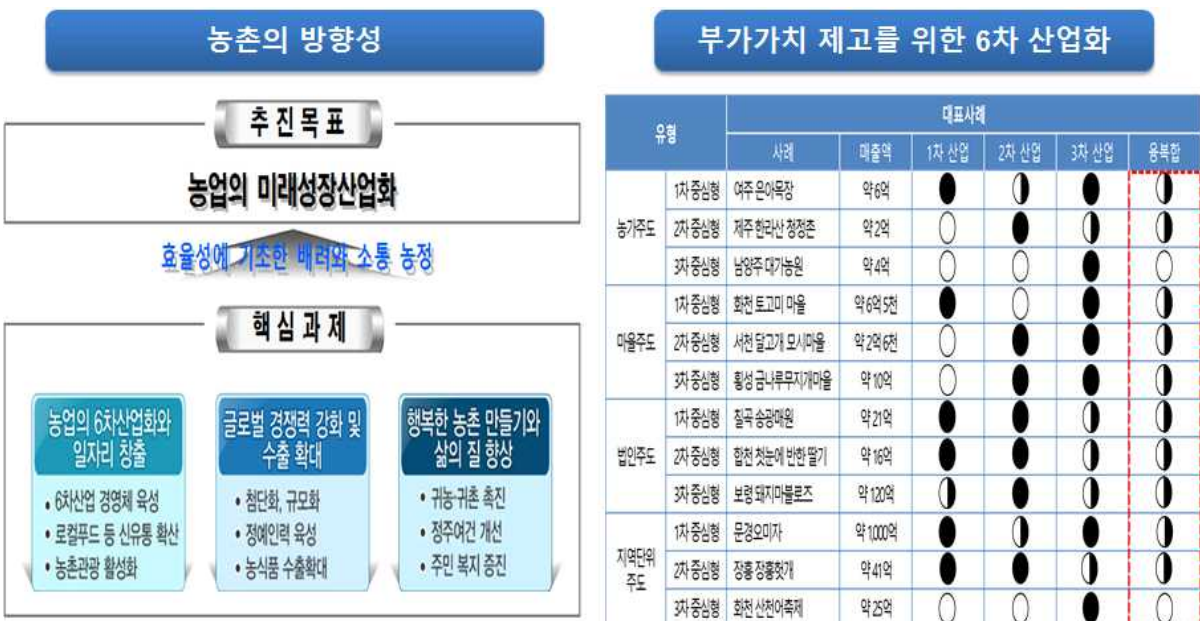 농촌의 방향성
추진목표
농업의 미래성장산업화
효율성에 기초한 배려와 소통 농정
핵심과제
농업의 6차산업화와
일자리 창출
• 6차산업 경영체 육성
• 로컬푸드 등 신유통 확산
• 농촌관광 활성화
글로벌 경쟁력 강화 및
수출 확대
• 첨단화, 규모화
• 정예인력 육성
• 농식품 수출확대
행복한 농촌 만들기와
삶의 질 향상
• 귀농·귀촌 촉진
• 정주여건 개선
• 주민 복지 증진
부가가치 제고를 위한 6차 산업화
유형 대표사례
사례 매출액 1차 산업 2차 산업 3차 산업 융복합
농가주도 1차 중심형 여주 은아목장 약 6억 ● ◑ ● ◑
2차 중심형 제주 한라산 청정촌 약 2억 ○ ● ◑ ◑
3차 중심형 남양주 대가농원 약 4억 ○ ○ ● ○
마을주도 1차 중심형 화천 토고미 마을 약 6억 5천 ● ○ ● ◑
2차 중심형 서천 달고개 모시마을 약 2억 6천 ○ ● ● ◑
3차 중심형 횡성 금나루무지개마을 약 10억 ○ ● ● ◑
법인주도 1차 중심형 칠곡 송광매원 약 21억 ● ● ◑ ◑
2차 중심형 합천 첫눈에 반한 딸기 약 16억 ● ● ◑ ◑
3차 중심형 보령 돼지마블로즈 약 120억 ◑ ● ◑ ◑
지역단위 주도 1차 중심형 문경오미자 약 1,000억 ● ◑ ● ◑
2차 중심형 장흥 장흥헛개 약 41억 ● ● ◑ ◑
3차 중심형 화천 산천어축제 약 25억 ○ ○ ● ○